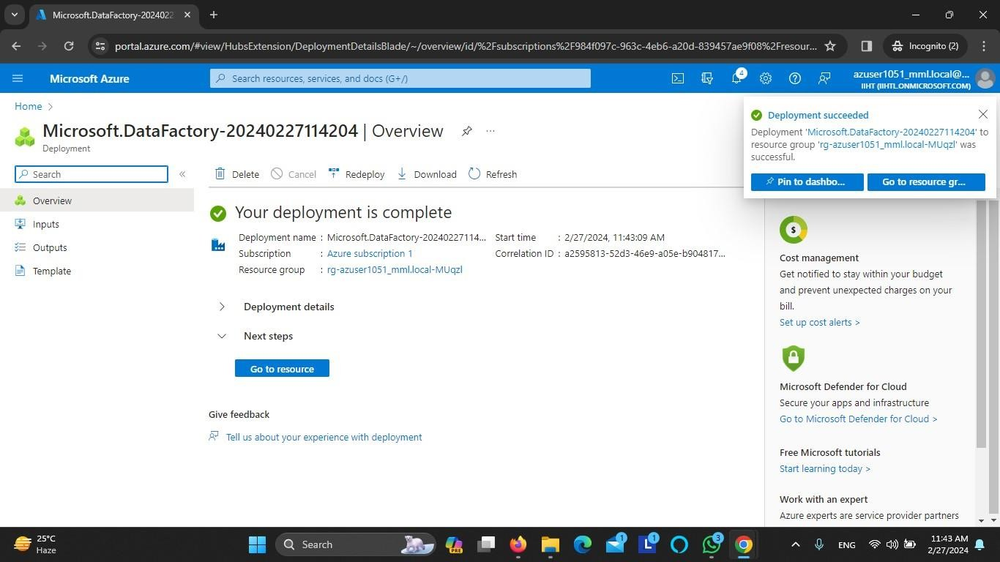 Microsoft.DataFactory-2024022
portal.azure.com/#view/HubsExtension/DeploymentDetailsBlade/~/overview/id/%2Fsubscriptions%2F984f097c-963c-4eb6-a20d-839457ae9f08%2Fresour...
Incognito (2)
Microsoft Azure
Search resources, services, and docs (G+/)
4
azuser1051_mml.local@...
IIHT (IIHTL.ONMICROSOFT.COM)
Home
Microsoft.DataFactory-20240227114204 | Overview
...
Deployment
Deployment succeeded
Deployment 'Microsoft.DataFactory-20240227114204' to
resource group 'rg-azuser1051_mml.local-MUqzl' was
successful.
Pin to dashbo...
Go to resource gr...
Search
«
Delete
Cancel
Redeploy
Download
Refresh
Overview
Inputs
Outputs
Template
Your deployment is complete
Deployment name : Microsoft.DataFactory-20240227114...
Subscription : Azure subscription 1
Resource group : rg-azuser1051_mml.local-MUqzl
Start time : 2/27/2024, 11:43:09 AM
Correlation ID : a2595813-52d3-46e9-a05e-b904817...
Deployment details
Next steps
Go to resource
Give feedback
Tell us about your experience with deployment
$
Cost management
Get notified to stay within your budget
and prevent unexpected charges on your
bill.
Set up cost alerts >
Microsoft Defender for Cloud
Secure your apps and infrastructure
Go to Microsoft Defender for Cloud >
Free Microsoft tutorials
Start learning today >
Work with an expert
Azure experts are service provider partners
25°C
Haze
Search
PRE
1
L
1
3
ENG
11:43 AM
2/27/2024